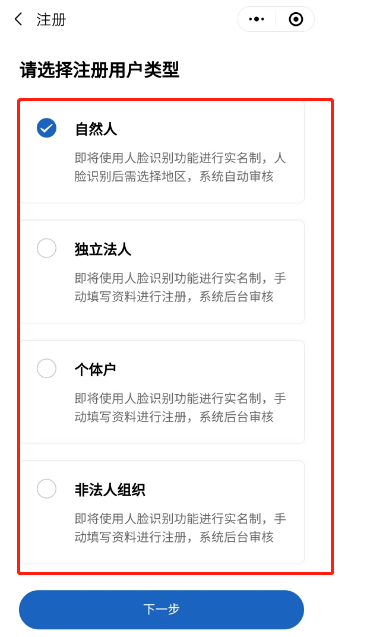 注册
请选择注册用户类型
自然人
即将使用人脸识别功能进行实名制，人
脸识别后需选择地区，系统自动审核
独立法人
即将使用人脸识别功能进行实名制，手
动填写资料进行注册，系统后台审核
个体户
即将使用人脸识别功能进行实名制，手
动填写资料进行注册，系统后台审核
非法人组织
即将使用人脸识别功能进行实名制，手
动填写资料进行注册，系统后台审核
下一步